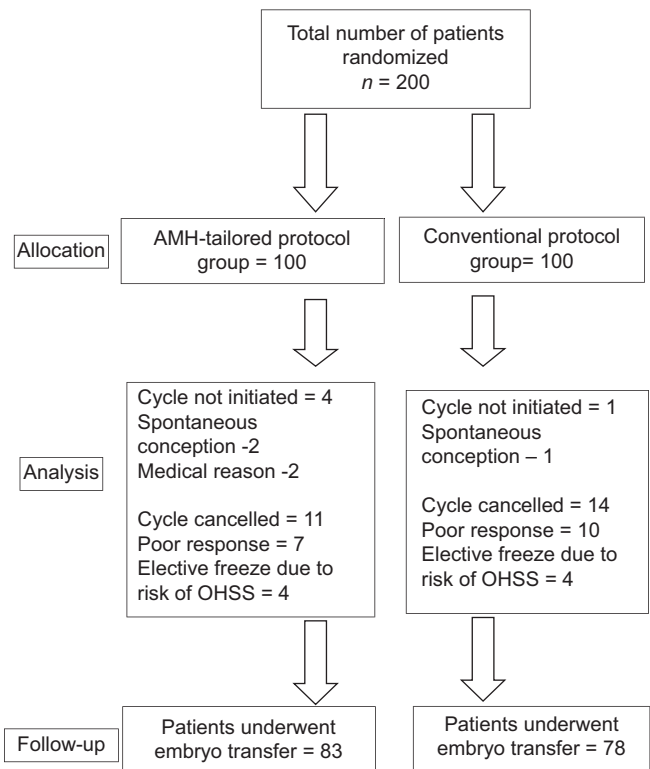 Total number of patients
randomized
n = 200
Allocation
AMH-tailored protocol
group = 100
Conventional protocol
group= 100
Analysis
Cycle not initiated = 4
Spontaneous
conception -2
Medical reason -2
Cycle cancelled = 11
Poor response = 7
Elective freeze due to
risk of OHSS = 4
Cycle not initiated = 1
Spontaneous
conception – 1
Cycle cancelled = 14
Poor response = 10
Elective freeze due to
risk of OHSS = 4
Follow-up
Patients underwent
embryo transfer = 83
Patients underwent
embryo transfer = 78